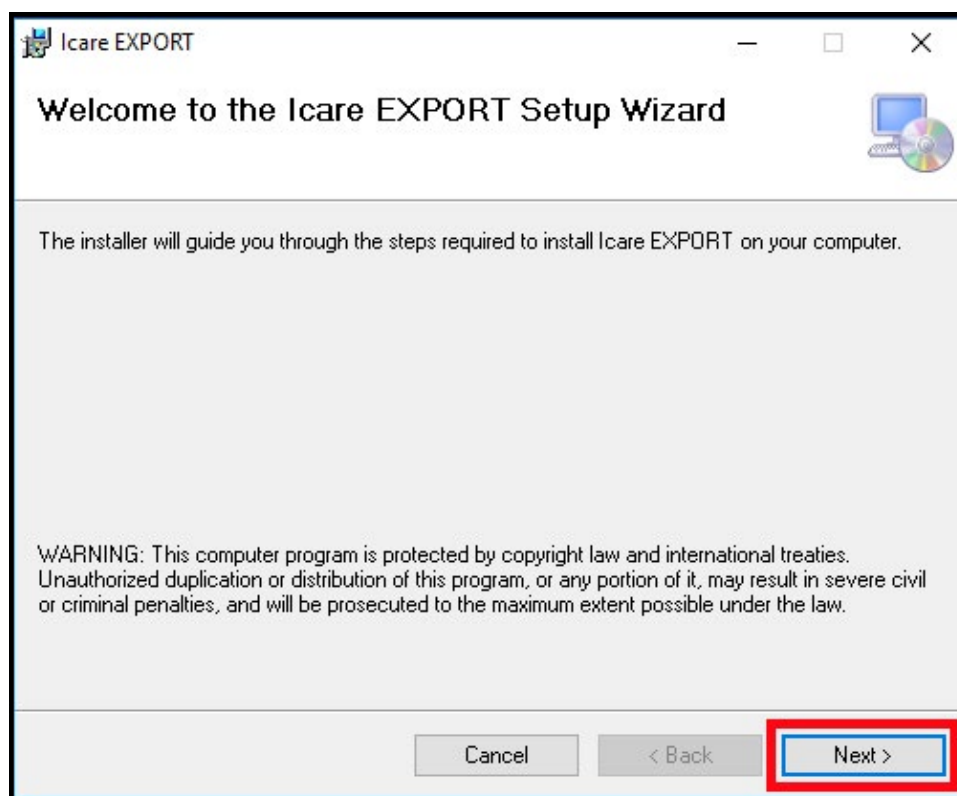 Icare EXPORT
Welcome to the Icare EXPORT Setup Wizard
The installer will guide you through the steps required to install Icare EXPORT on your computer.
WARNING: This computer program is protected by copyright law and international treaties.
Unauthorized duplication or distribution of this program, or any portion of it, may result in severe civil
or criminal penalties, and will be prosecuted to the maximum extent possible under the law.
Cancel < Back Next >